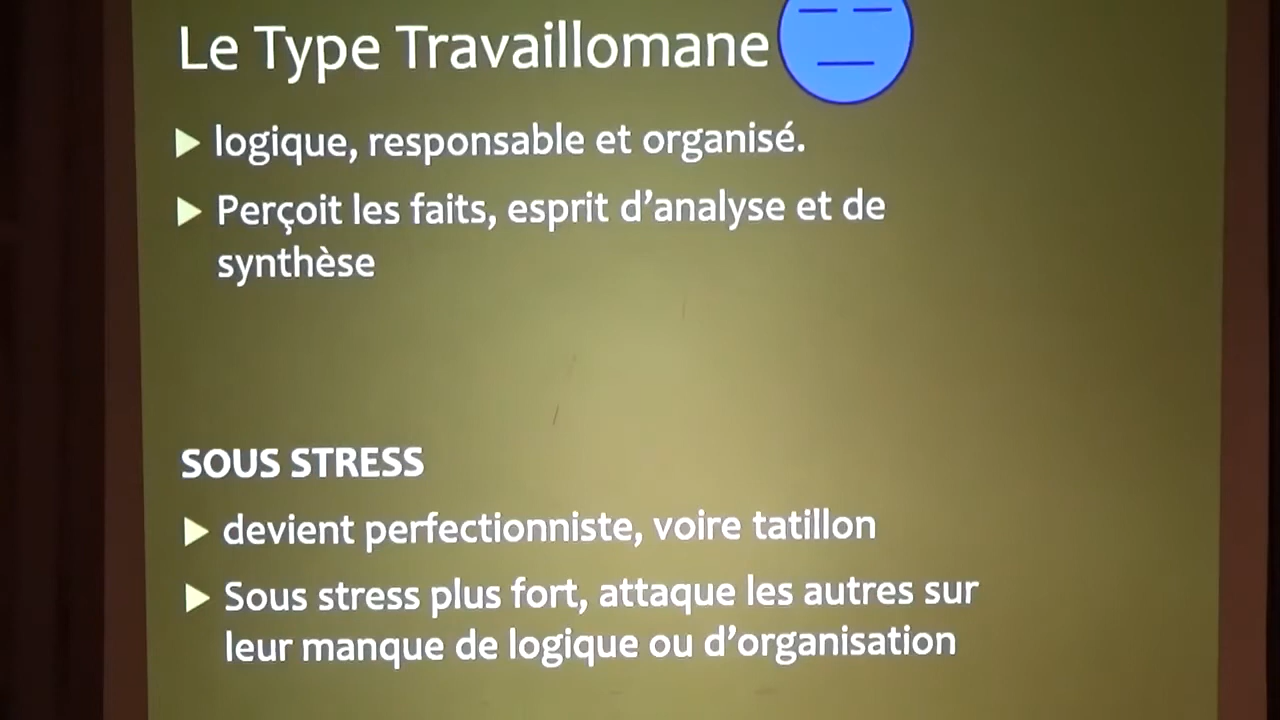 Le Type Travaillomane
logique, responsable et organisé.
Perçoit les faits, esprit d'analyse et de
synthèse
SOUS STRESS
devient perfectionniste, voire tatillon
Sous stress plus fort, attaque les autres sur
leur manque de logique ou d'organisation